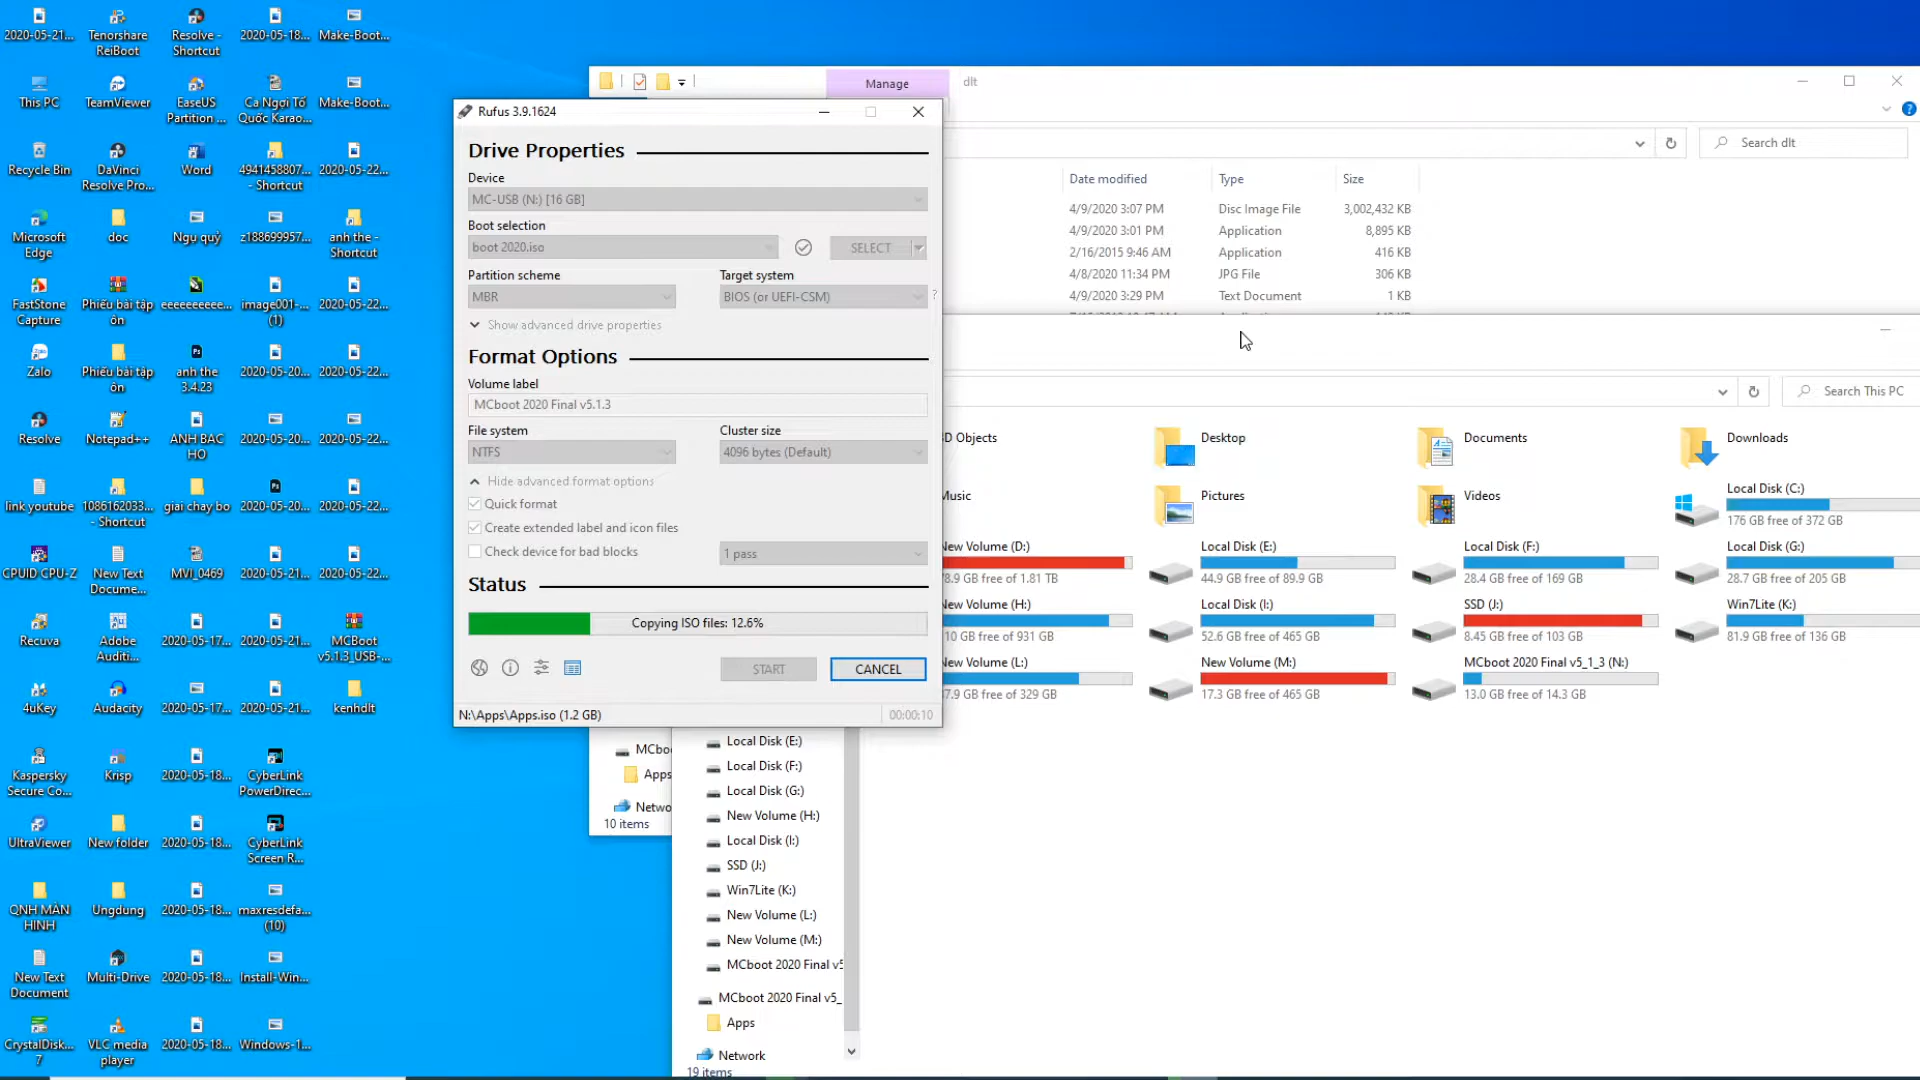 2020-05-21...
Tenorshare ReiBoot
Resolve - Shortcut
2020-05-18...
Make-Boot...
This PC
TeamViewer
EaseUS Partition ...
Ca Ngợi Tổ Quốc Karao...
Make-Boot...
Recycle Bin
DaVinci Resolve Pro...
Word
4941458807... - Shortcut
2020-05-22...
Microsoft Edge
doc
Ngụ quỷ
z188699957...
anh the - Shortcut
FastStone Capture
Phiếu bài tập ôn
eeeeeeeeee...
image001-... (1)
2020-05-22...
Zalo
Phiếu bài tập ôn
anh the 3.4.23
2020-05-20...
2020-05-22...
Resolve
Notepad++
ANH BAC HO
2020-05-20...
2020-05-22...
link youtube
1086162033... - Shortcut
giai chay bo
2020-05-20...
2020-05-22...
CPUID CPU-Z
New Text Docume...
MVI_0469
2020-05-21...
2020-05-22...
Recuva
Adobe Auditi...
2020-05-17...
2020-05-21...
MCBoot v5.1.3_USB-...
4uKey
Audacity
2020-05-17...
2020-05-21...
kenhdlt
Kaspersky Secure Co...
Krisp
2020-05-18...
CyberLink PowerDirec...
UltraViewer
New folder
2020-05-18...
CyberLink Screen R...
QNH MÀN HINH
Ungdung
2020-05-18...
maxresdefa... (10)
New Text Document
Multi-Drive
2020-05-18...
Install-Win...
CrystalDisk... 7
VLC media player
2020-05-18...
Windows-1...
Manage
dlt
Search dlt
Date modified
Type
Size
4/9/2020 3:07 PM
Disc Image File
3,002,432 KB
4/9/2020 3:01 PM
Application
8,895 KB
2/16/2015 9:46 AM
Application
416 KB
4/8/2020 11:34 PM
JPG File
306 KB
4/9/2020 3:29 PM
Text Document
1 KB
Rufus 3.9.1624
Drive Properties
Device
MC-USB (N:) [16 GB]
Boot selection
boot 2020.iso
SELECT
Partition scheme
Target system
MBR
BIOS (or UEFI-CSM)
?
Show advanced drive properties
Format Options
Volume label
MCboot 2020 Final v5.1.3
File system
Cluster size
NTFS
4096 bytes (Default)
Hide advanced format options
Quick format
Create extended label and icon files
Check device for bad blocks
1 pass
Status
Copying ISO files: 12.6%
START
CANCEL
N:\Apps\Apps.iso (1.2 GB)
00:00:10
Search This PC
D Objects
Desktop
Documents
Downloads
Music
Pictures
Videos
Local Disk (C:)
176 GB free of 372 GB
New Volume (D:)
78.9 GB free of 1.81 TB
Local Disk (E:)
44.9 GB free of 89.9 GB
Local Disk (F:)
28.4 GB free of 169 GB
Local Disk (G:)
28.7 GB free of 205 GB
New Volume (H:)
10 GB free of 931 GB
Local Disk (I:)
52.6 GB free of 465 GB
SSD (J:)
8.45 GB free of 103 GB
Win7Lite (K:)
81.9 GB free of 136 GB
New Volume (L:)
7.9 GB free of 329 GB
New Volume (M:)
17.3 GB free of 465 GB
MCboot 2020 Final v5_1_3 (N:)
13.0 GB free of 14.3 GB
MCboo
Apps
Netwo
10 items
Local Disk (E:)
Local Disk (F:)
Local Disk (G:)
New Volume (H:)
Local Disk (I:)
SSD (J:)
Win7Lite (K:)
New Volume (L:)
New Volume (M:)
MCboot 2020 Final v5
MCboot 2020 Final v5_
Apps
Network
19 items